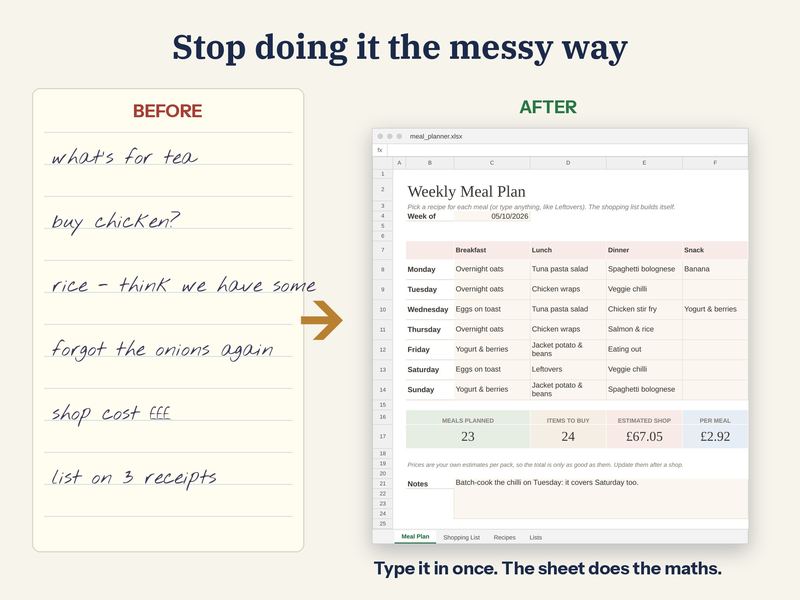 Stop doing it the messy way
BEFORE
what's for tea
buy chicken?
rice - think we have some
forgot the onions again
shop cost £££
list on 3 receipts
AFTER
meal_planner.xlsx
fx
A B C D E F
1
2 Weekly Meal Plan
3 Pick a recipe for each meal (or type anything, like Leftovers). The shopping list builds itself.
4 Week of 05/10/2026
5
6
7 Breakfast Lunch Dinner Snack
8 Monday Overnight oats Tuna pasta salad Spaghetti bolognese Banana
9 Tuesday Overnight oats Chicken wraps Veggie chilli
10 Wednesday Eggs on toast Tuna pasta salad Chicken stir fry Yogurt & berries
11 Thursday Overnight oats Chicken wraps Salmon & rice
12 Friday Yogurt & berries Jacket potato & beans Eating out
13 Saturday Eggs on toast Leftovers Veggie chilli
14 Sunday Overnight oats Jacket potato & beans Spaghetti bolognese
15
16 MEALS PLANNED ITEMS TO BUY ESTIMATED SHOP PER MEAL
17 23 24 £67.05 £2.92
18
19 Prices are your own estimates per pack, so the total is only as good as them. Update them after a shop.
20
21 Notes Batch-cook the chilli on Tuesday: it covers Saturday too.
22
23
24
25
Meal Plan Shopping List Recipes Lists
Type it in once. The sheet does the maths.